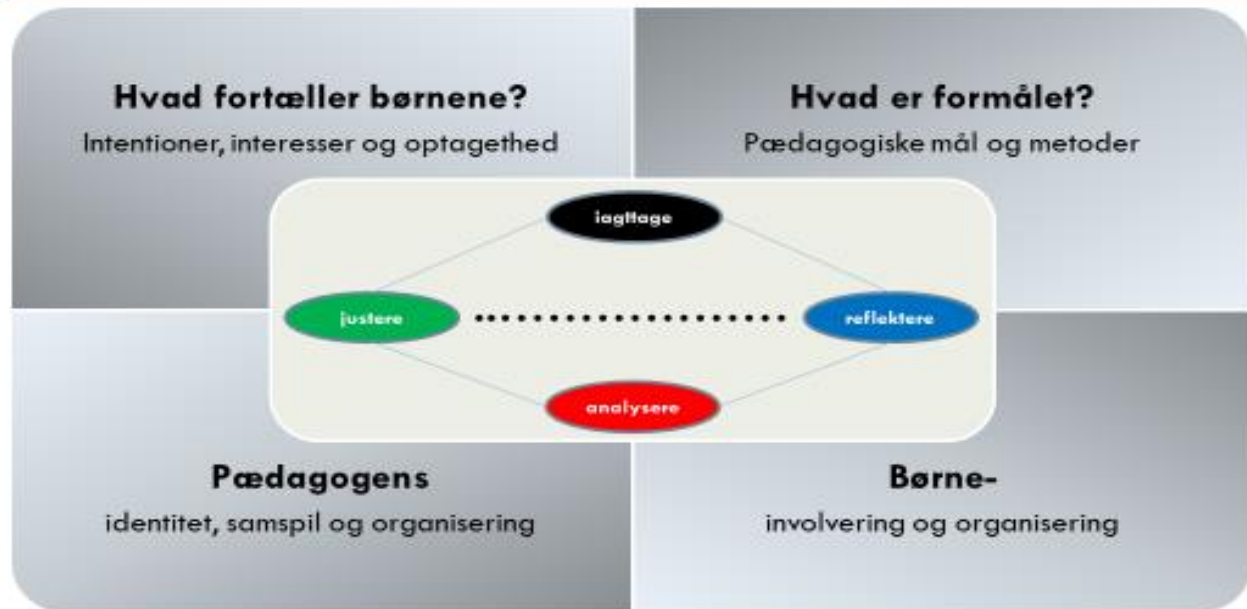 Hvad fortæller børnene?
Intentioner, interesser og optagethed
Hvad er formålet?
Pædagogiske mål og metoder
iagttage
justere
reflektere
analysere
Pædagogens
identitet, samspil og organisering
Børne-
involvering og organisering